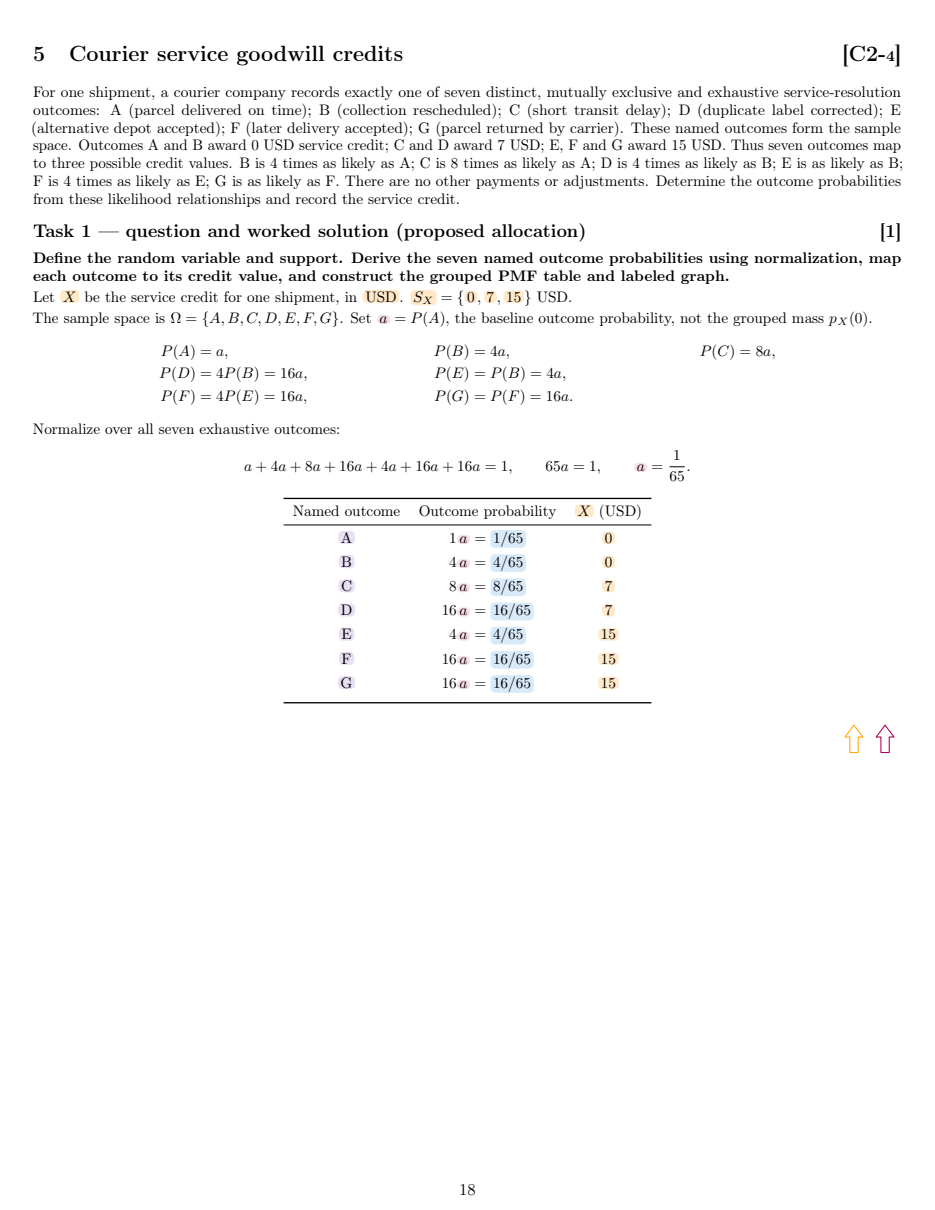 5 Courier service goodwill credits [C2-4]
For one shipment, a courier company records exactly one of seven distinct, mutually exclusive and exhaustive service-resolution
outcomes: A (parcel delivered on time); B (collection rescheduled); C (short transit delay); D (duplicate label corrected); E
(alternative depot accepted); F (later delivery accepted); G (parcel returned by carrier). These named outcomes form the sample
space. Outcomes A and B award 0 USD service credit; C and D award 7 USD; E, F and G award 15 USD. Thus seven outcomes map
to three possible credit values. B is 4 times as likely as A; C is 8 times as likely as A; D is 4 times as likely as B; E is as likely as B;
F is 4 times as likely as E; G is as likely as F. There are no other payments or adjustments. Determine the outcome probabilities
from these likelihood relationships and record the service credit.
Task 1 — question and worked solution (proposed allocation) [1]
Define the random variable and support. Derive the seven named outcome probabilities using normalization, map
each outcome to its credit value, and construct the grouped PMF table and labeled graph.
Let X be the service credit for one shipment, in USD. S_X = {0, 7, 15} USD.
The sample space is Ω = {A, B, C, D, E, F, G}. Set a = P(A), the baseline outcome probability, not the grouped mass p_X(0).
P(A) = a, P(B) = 4a, P(C) = 8a,
P(D) = 4P(B) = 16a, P(E) = P(B) = 4a,
P(F) = 4P(E) = 16a, P(G) = P(F) = 16a.
Normalize over all seven exhaustive outcomes:
a + 4a + 8a + 16a + 4a + 16a + 16a = 1, 65a = 1, a = 1/65.
Named outcome Outcome probability X (USD)
A 1a = 1/65 0
B 4a = 4/65 0
C 8a = 8/65 7
D 16a = 16/65 7
E 4a = 4/65 15
F 16a = 16/65 15
G 16a = 16/65 15
18